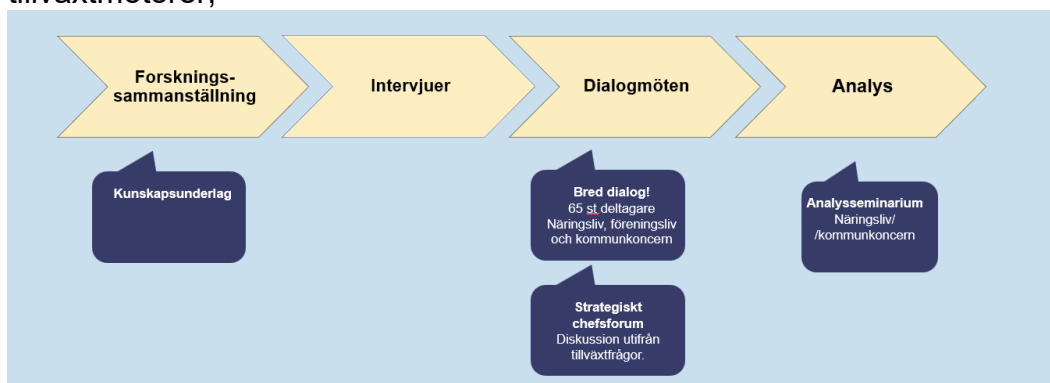 tillväxtmotorer,
Forsknings-
sammanställning
Intervjuer
Dialogmöten
Analys
Kunskapsunderlag
Bred dialog!
65 st deltagare
Näringsliv, föreningsliv
och kommunkoncern
Analysseminarium
Näringsliv/
/kommunkoncern
Strategiskt
chefsforum
Diskussion utifrån
tillväxtfrågor.